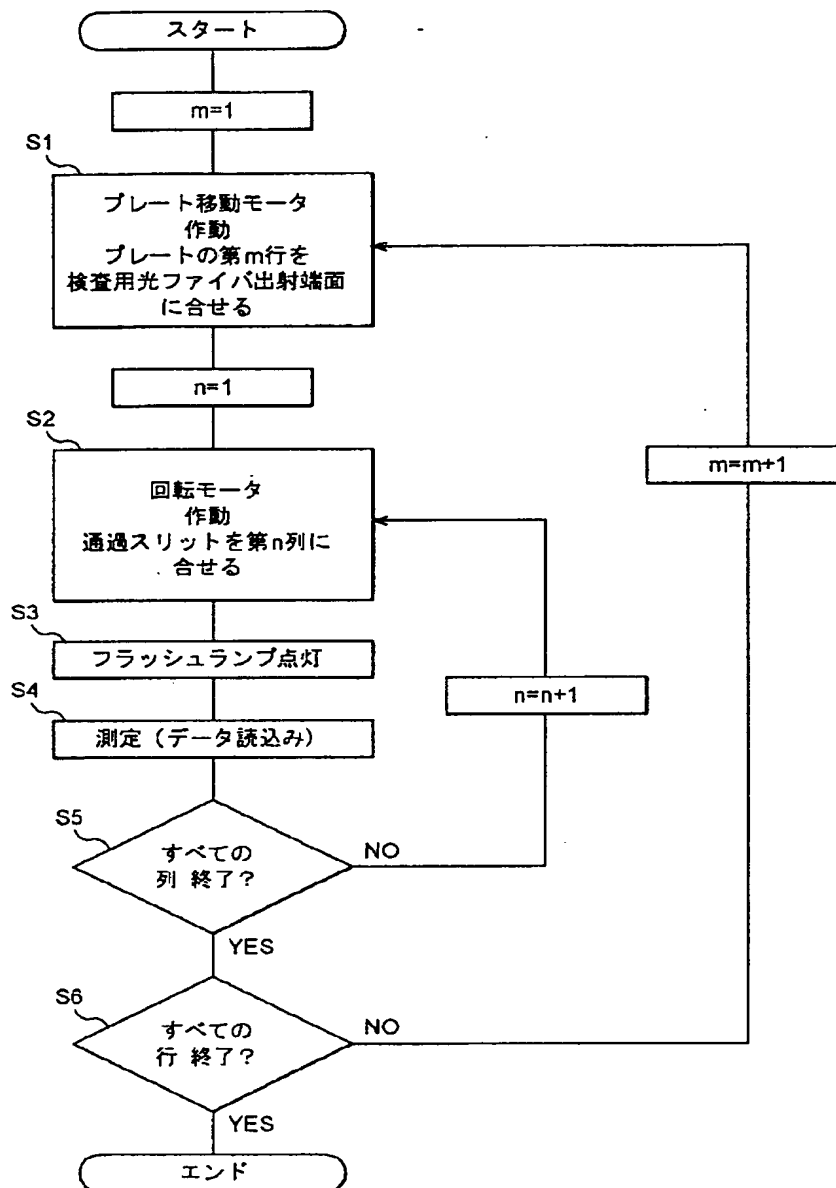 スタート
m=1
S1
プレート移動モータ
作動
プレートの第m行を
検査用光ファイバ出射端面
に合せる
n=1
S2
回転モータ
作動
通過スリットを第n列に
合せる
m=m+1
S3
フラッシュランプ点灯
n=n+1
S4
測定(データ読込み)
S5
すべての
列 終了?
NO
YES
S6
すべての
行 終了?
NO
YES
エンド